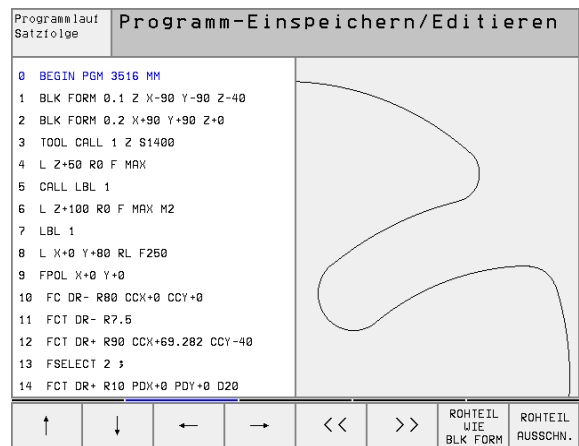 Programmlauf
Satzfolge
Programm-Einspeichern/Editieren
0 BEGIN PGM 3516 MM
1 BLK FORM 0.1 Z X-90 Y-90 Z-40
2 BLK FORM 0.2 X+90 Y+90 Z+0
3 TOOL CALL 1 Z S1400
4 L Z+50 R0 F MAX
5 CALL LBL 1
6 L Z+100 R0 F MAX M2
7 LBL 1
8 L X+0 Y+80 RL F250
9 FPOL X+0 Y+0
10 FC DR- R80 CCX+0 CCY+0
11 FCT DR- R7.5
12 FCT DR+ R90 CCX+69.282 CCY-40
13 FSELECT 2 ;
14 FCT DR+ R10 PDX+0 PDY+0 D20
↑ ↓ ← → << >>
ROHTEIL
WIE
BLK FORM
ROHTEIL
AUSSCHN.